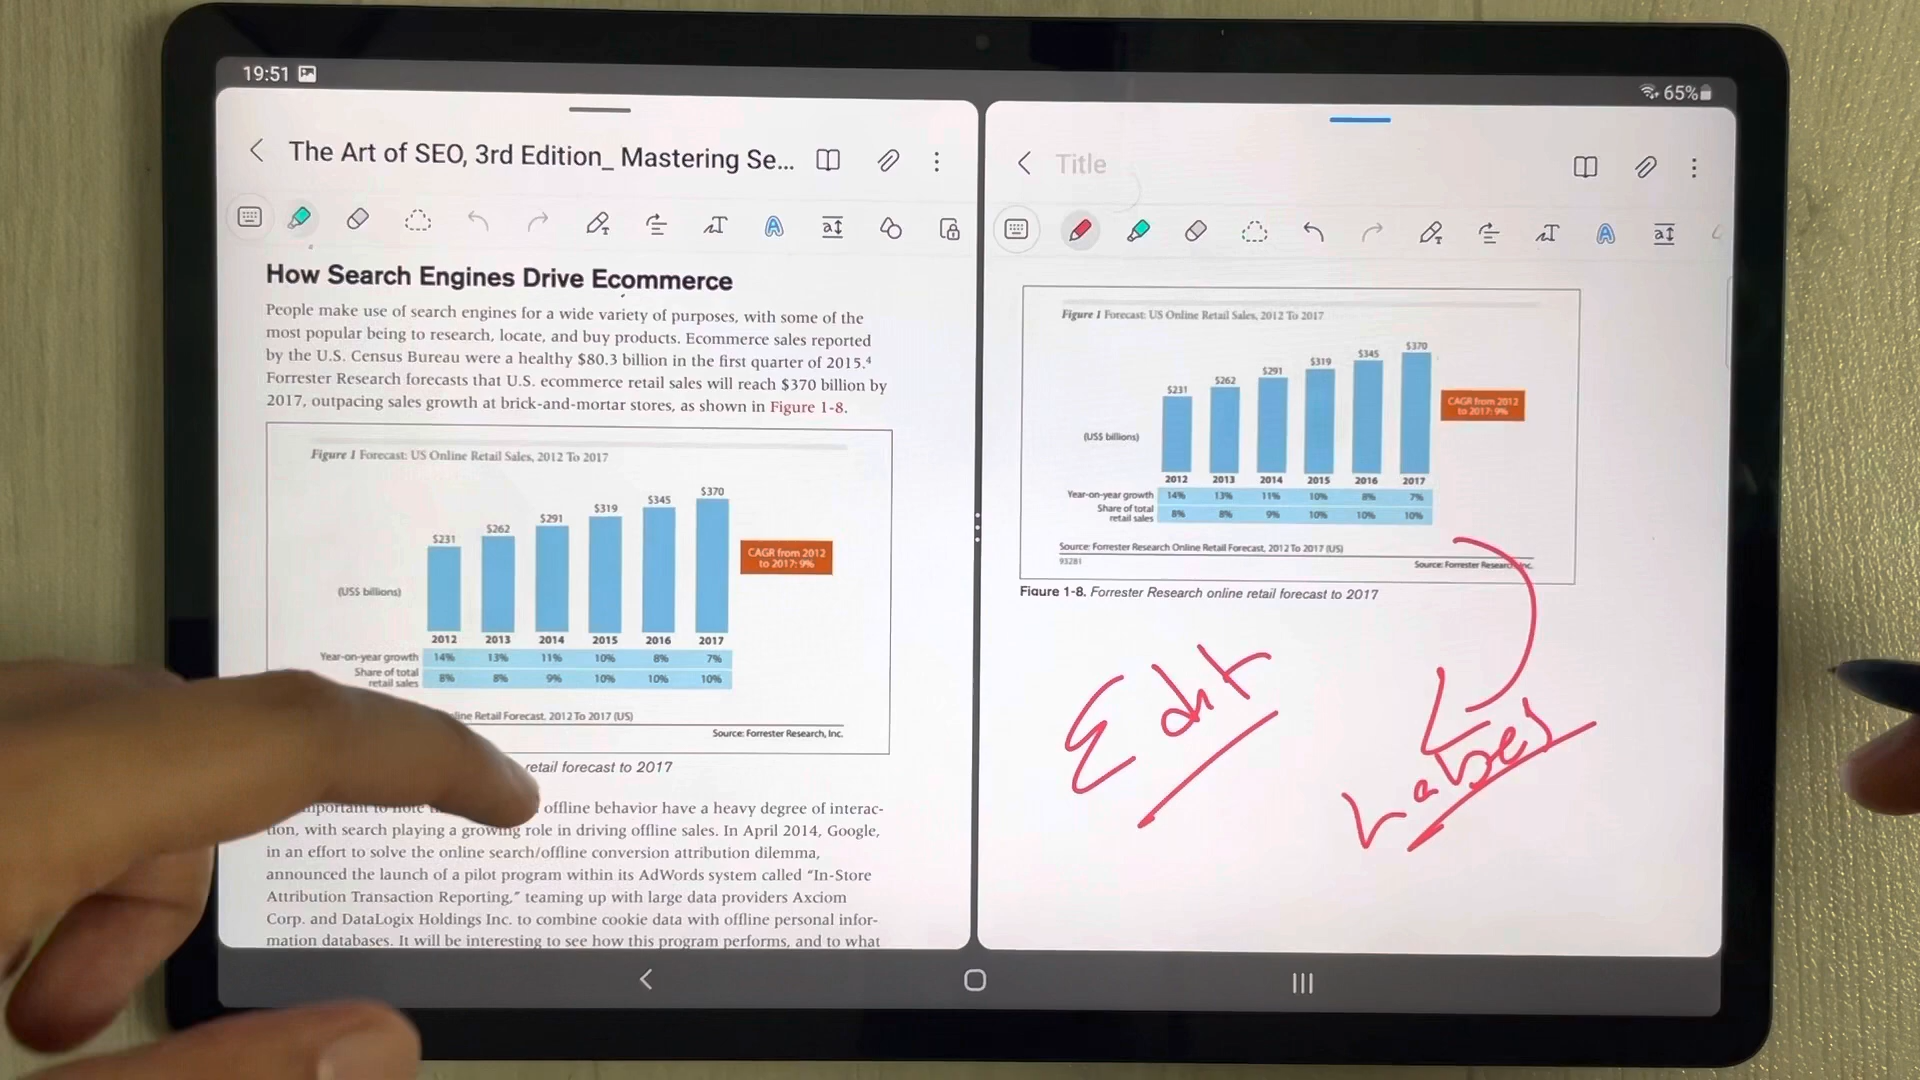 19:51
65%
The Art of SEO, 3rd Edition_ Mastering Se...
How Search Engines Drive Ecommerce
People make use of search engines for a wide variety of purposes, with some of the
most popular being to research, locate, and buy products. Ecommerce sales reported
by the U.S. Census Bureau were a healthy $80.3 billion in the first quarter of 2015.⁴
Forrester Research forecasts that U.S. ecommerce retail sales will reach $370 billion by
2017, outpacing sales growth at brick-and-mortar stores, as shown in Figure 1-8.
Figure 1 Forecast: US Online Retail Sales, 2012 To 2017
$231 $262 $291 $319 $345 $370
CAGR from 2012
to 2017: 9%
(US$ billions)
2012 2013 2014 2015 2016 2017
Year-on-year growth 14% 13% 11% 10% 8% 7%
Share of total
retail sales 8% 8% 9% 10% 10% 10%
line Retail Forecast, 2012 To 2017 (US)
Source: Forrester Research, Inc.
retail forecast to 2017
important to note offline behavior have a heavy degree of interac-
tion, with search playing a growing role in driving offline sales. In April 2014, Google,
in an effort to solve the online search/offline conversion attribution dilemma,
announced the launch of a pilot program within its AdWords system called “In-Store
Attribution Transaction Reporting,” teaming up with large data providers Axciom
Corp. and DataLogix Holdings Inc. to combine cookie data with offline personal infor-
mation databases. It will be interesting to see how this program performs, and to what
Title
Figure 1 Forecast: US Online Retail Sales, 2012 To 2017
$231 $262 $291 $319 $345 $370
CAGR from 2012
to 2017: 9%
(US$ billions)
2012 2013 2014 2015 2016 2017
Year-on-year growth 14% 13% 11% 10% 8% 7%
Share of total
retail sales 8% 8% 9% 10% 10% 10%
Source: Forrester Research Online Retail Forecast, 2012 To 2017 (US)
93281
Source: Forrester Research, Inc.
Figure 1-8. Forrester Research online retail forecast to 2017
Edit
Label